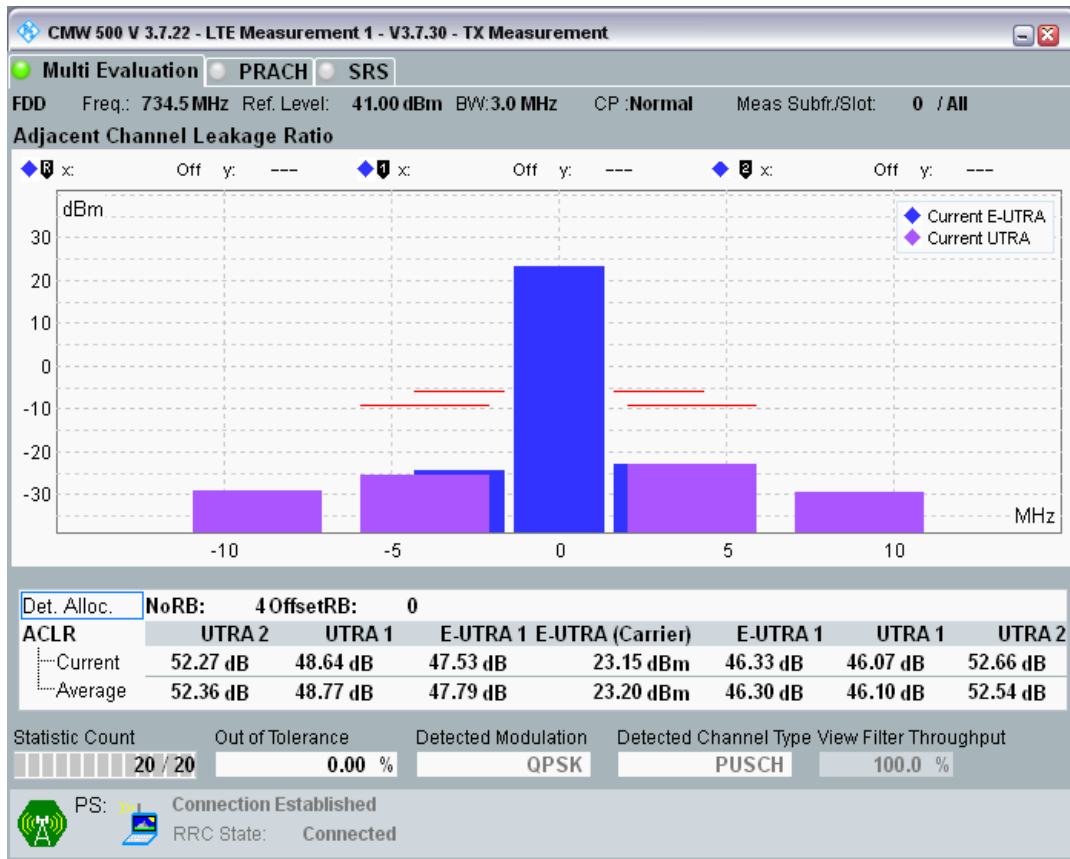 CMW 500 V 3.7.22 - LTE Measurement 1 - V3.7.30 - TX Measurement
Multi Evaluation PRACH SRS
FDD Freq.: 734.5 MHz Ref. Level: 41.00 dBm BW: 3.0 MHz CP :Normal Meas Subfr./Slot: 0 / All
Adjacent Channel Leakage Ratio
R x: Off y: --- 1 x: Off y: --- 2 x: Off y: ---
dBm
Current E-UTRA
Current UTRA
30
20
10
0
-10
-20
-30
MHz
-10 -5 0 5 10
Det. Alloc. NoRB: 4 OffsetRB: 0
ACLR UTRA 2 UTRA 1 E-UTRA 1 E-UTRA (Carrier) E-UTRA 1 UTRA 1 UTRA 2
Current 52.27 dB 48.64 dB 47.53 dB 23.15 dBm 46.33 dB 46.07 dB 52.66 dB
Average 52.36 dB 48.77 dB 47.79 dB 23.20 dBm 46.30 dB 46.10 dB 52.54 dB
Statistic Count Out of Tolerance Detected Modulation Detected Channel Type View Filter Throughput
20 / 20 0.00 % QPSK PUSCH 100.0 %
PS: Connection Established
RRC State: Connected